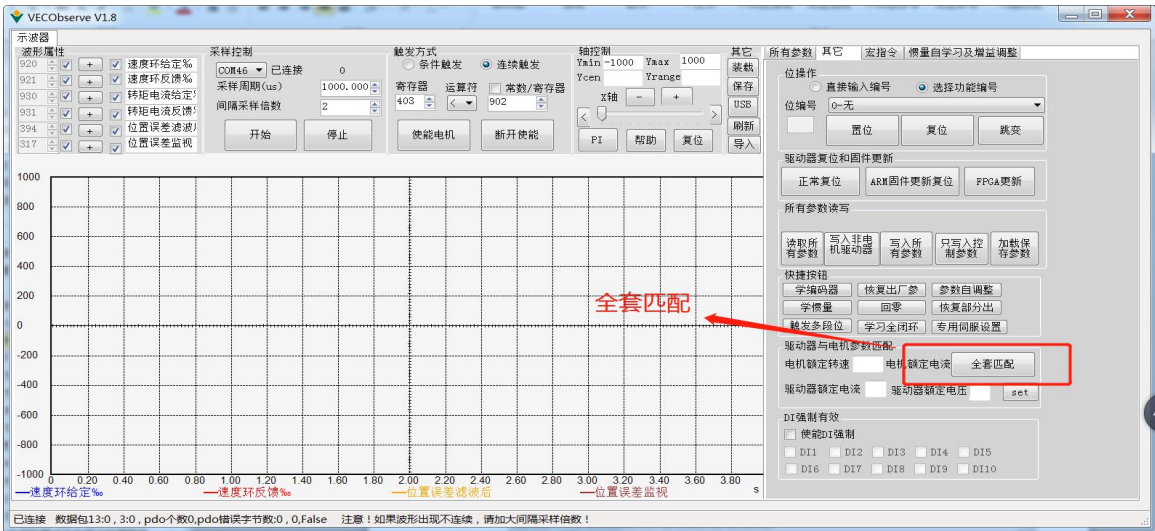 VECObserve V1.8
示波器
波形属性
920 + 速度环给定‰
921 + 速度环反馈‰
930 + 转矩电流给定
931 + 转矩电流反馈
394 + 位置误差滤波
317 + 位置误差监视
采样控制
COM46 已连接 0
采样周期(us) 1000.000
间隔采样倍数 2
开始 停止
触发方式
条件触发 连续触发
寄存器 运算符 常数/寄存器
403 < 902
使能电机 断开使能
轴控制
Ymin -1000 Ymax 1000
Ycen Yrange
X轴 - +
< >
PI 帮助 复位
其它
装载
保存
USB
刷新
导入
所有参数 其它 宏指令 惯量自学习及增益调整
位操作
直接输入编号 选择功能编号
位编号 0-无
置位 复位 跳变
驱动器复位和固件更新
正常复位 ARM固件更新复位 FPGA更新
所有参数读写
读取所有参数 写入非电机驱动器 写入所有参数 只写入控制参数 加载保存参数
快捷按钮
学编码器 恢复出厂参 参数自调整
学惯量 回零 恢复部分出
触发多段位 学习全闭环 专用伺服设置
驱动器与电机参数匹配
电机额定转速 电机额定电流 全套匹配
驱动器额定电流 驱动器额定电压 set
DI强制有效
使能DI强制
DI1 DI2 DI3 DI4 DI5
DI6 DI7 DI8 DI9 DI10
全套匹配
1000
800
600
400
200
0
-200
-400
-600
-800
-1000
0 0.20 0.40 0.60 0.80 1.00 1.20 1.40 1.60 1.80 2.00 2.20 2.40 2.60 2.80 3.00 3.20 3.40 3.60 3.80 s
速度环给定‰ 速度环反馈‰ 位置误差滤波后 位置误差监视
已连接 数据包13:0 , 3:0 , pdo个数0,pdo错误字节数:0 , 0,False 注意！如果波形出现不连续，请加大间隔采样倍数！